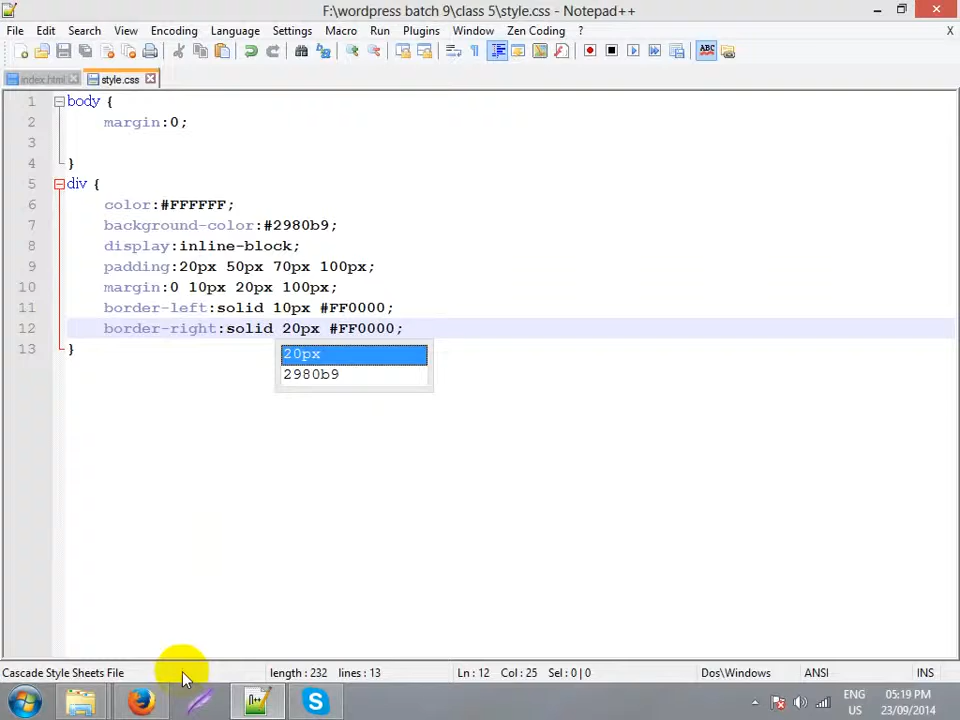 F:\wordpress batch 9\class 5\style.css - Notepad++
File Edit Search View Encoding Language Settings Macro Run Plugins Window Zen Coding ? X
index.html style.css
1 body {
2 margin:0;
3
4 }
5 div {
6 color:#FFFFFF;
7 background-color:#2980b9;
8 display:inline-block;
9 padding:20px 50px 70px 100px;
10 margin:0 10px 20px 100px;
11 border-left:solid 10px #FF0000;
12 border-right:solid 20px #FF0000;
13 }
20px
2980b9
Cascade Style Sheets File length : 232 lines : 13 Ln : 12 Col : 25 Sel : 0 | 0 Dos\Windows ANSI INS
ENG 05:19 PM
US 23/09/2014